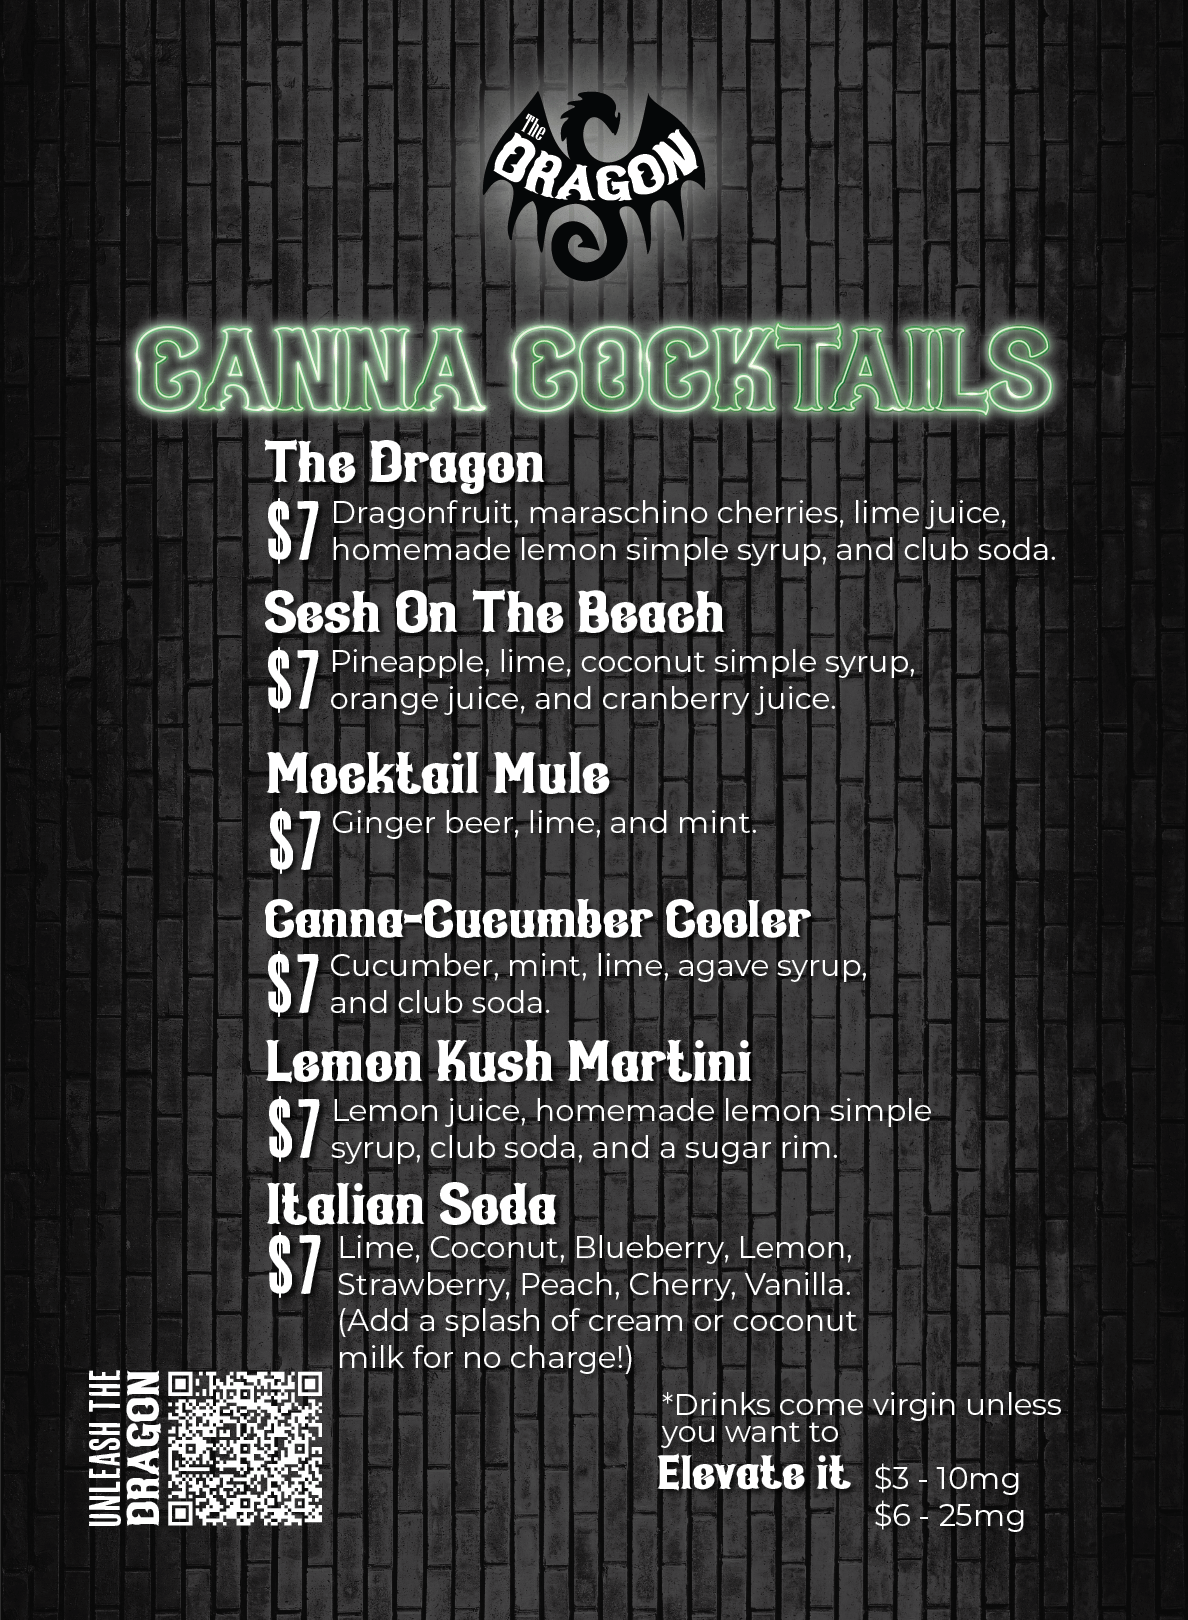 The
DRAGON
CANNA COCKTAILS
The Dragon
$7 Dragonfruit, maraschino cherries, lime juice,
homemade lemon simple syrup, and club soda.
Sesh On The Beach
$7 Pineapple, lime, coconut simple syrup,
orange juice, and cranberry juice.
Mocktail Mule
$7 Ginger beer, lime, and mint.
Canna-Cucumber Cooler
$7 Cucumber, mint, lime, agave syrup,
and club soda.
Lemon Kush Martini
$7 Lemon juice, homemade lemon simple
syrup, club soda, and a sugar rim.
Italian Soda
$7 Lime, Coconut, Blueberry, Lemon,
Strawberry, Peach, Cherry, Vanilla.
(Add a splash of cream or coconut
milk for no charge!)
UNLEASH THE
DRAGON
*Drinks come virgin unless
you want to
Elevate it $3 - 10mg
$6 - 25mg